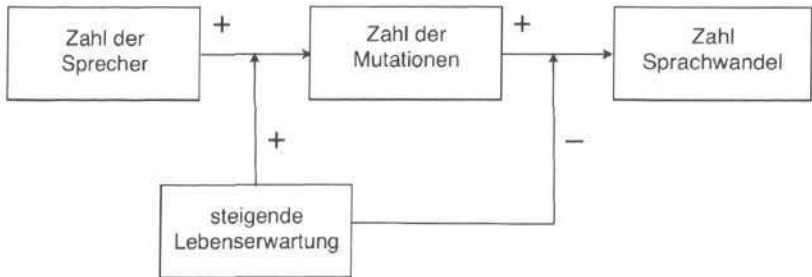 Zahl der
Sprecher
+
Zahl der
Mutationen
+
Zahl
Sprachwandel
+
–
steigende
Lebenserwartung